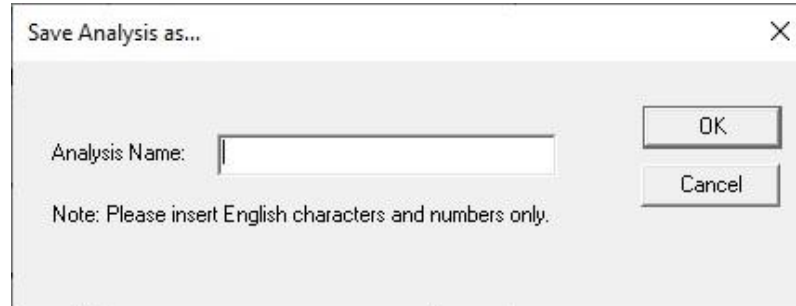 Save Analysis as...
OK
Analysis Name:
Cancel
Note: Please insert English characters and numbers only.